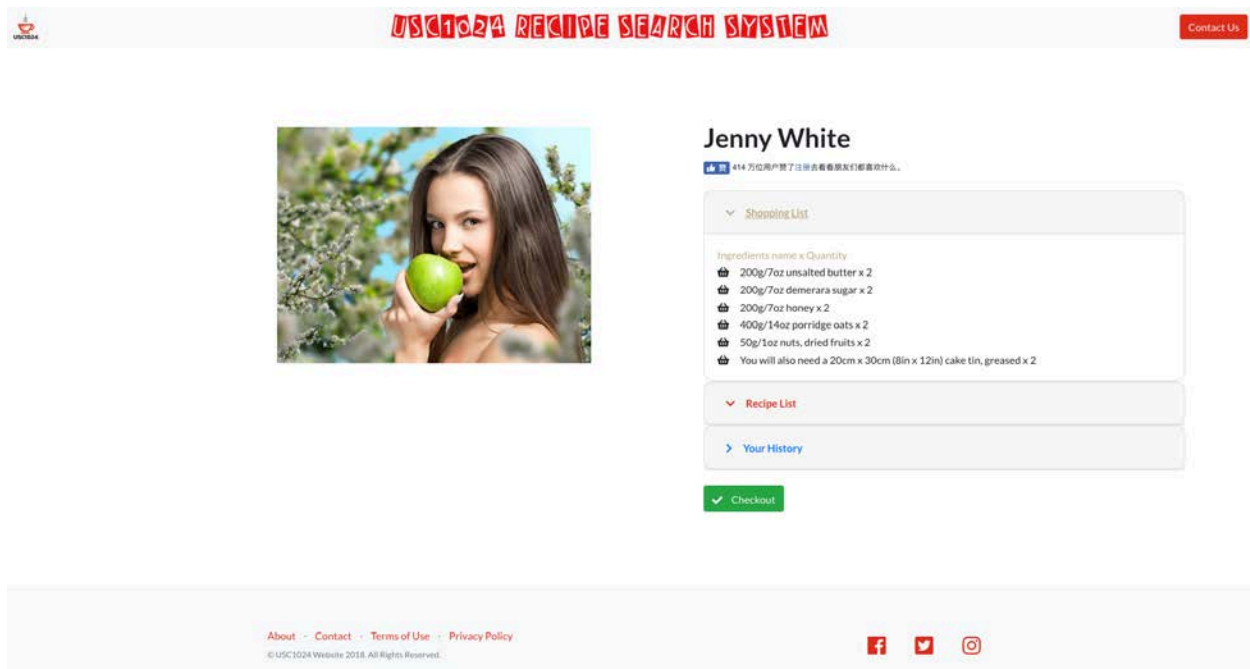 USC1024
USC1024 RECIPE SEARCH SYSTEM
Contact Us
Jenny White
赞 414 万位用户赞了注册去看看朋友们都喜欢什么。
Shopping List
Ingredients name x Quantity
200g/7oz unsalted butter x 2
200g/7oz demerara sugar x 2
200g/7oz honey x 2
400g/14oz porridge oats x 2
50g/1oz nuts, dried fruits x 2
You will also need a 20cm x 30cm (8in x 12in) cake tin, greased x 2
Recipe List
Your History
Checkout
About · Contact · Terms of Use · Privacy Policy
© USC1024 Website 2018. All Rights Reserved.